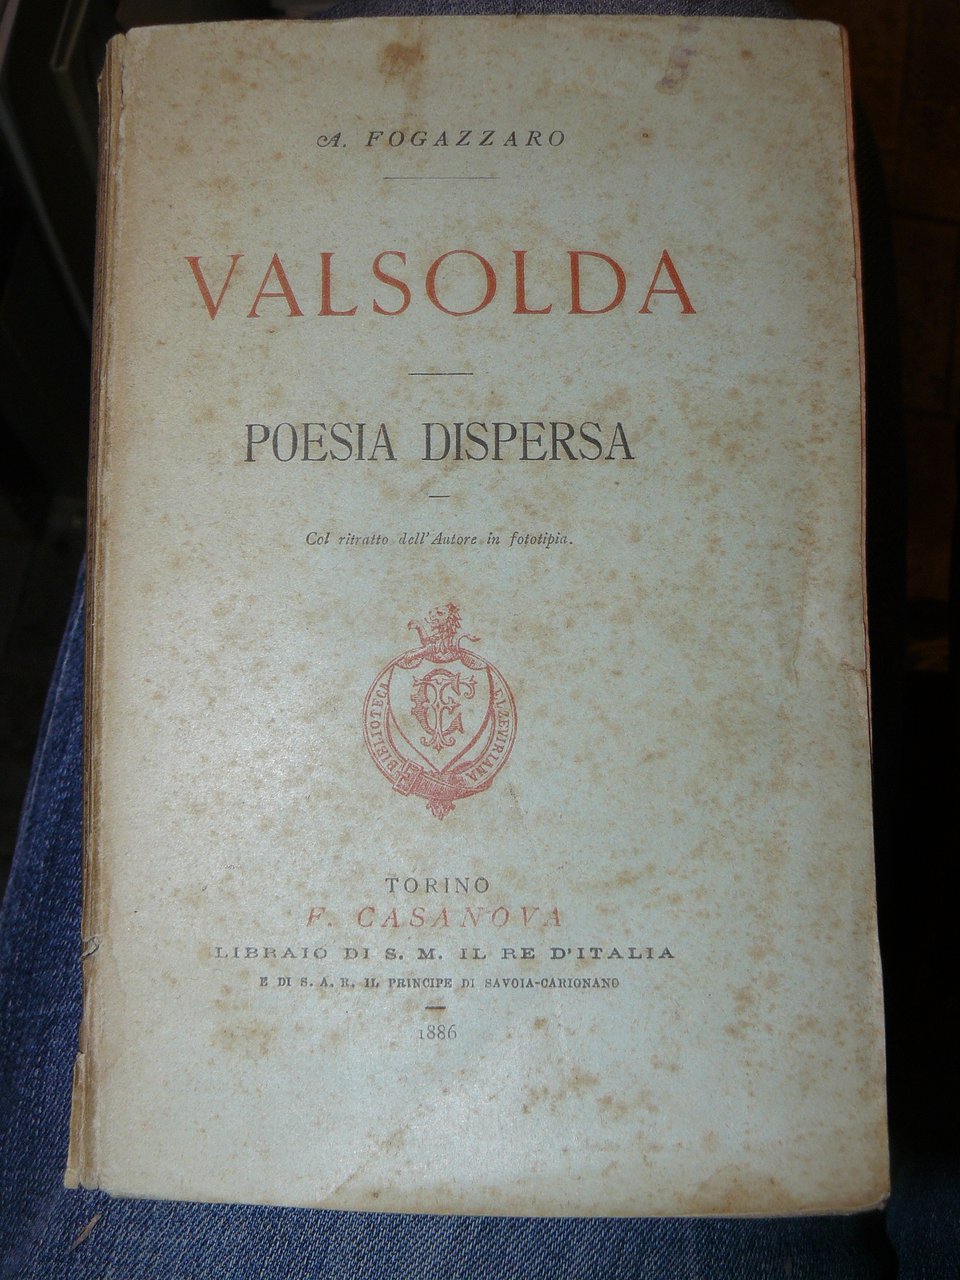 A. FOGAZZARO
VALSOLDA
POESIA DISPERSA
Col ritratto dell'Autore in fototipia.
BIBLIOTECA ELZEVIRIANA
TORINO
F. CASANOVA
LIBRAIO DI S. M. IL RE D'ITALIA
E DI S. A. R. IL PRINCIPE DI SAVOIA-CARIGNANO
1886